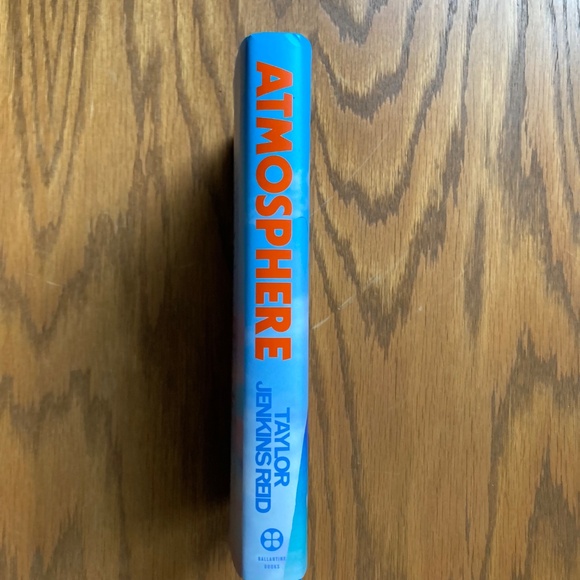 ATMOSPHERE
TAYLOR
JENKINS REID
BALLANTINE
BOOKS